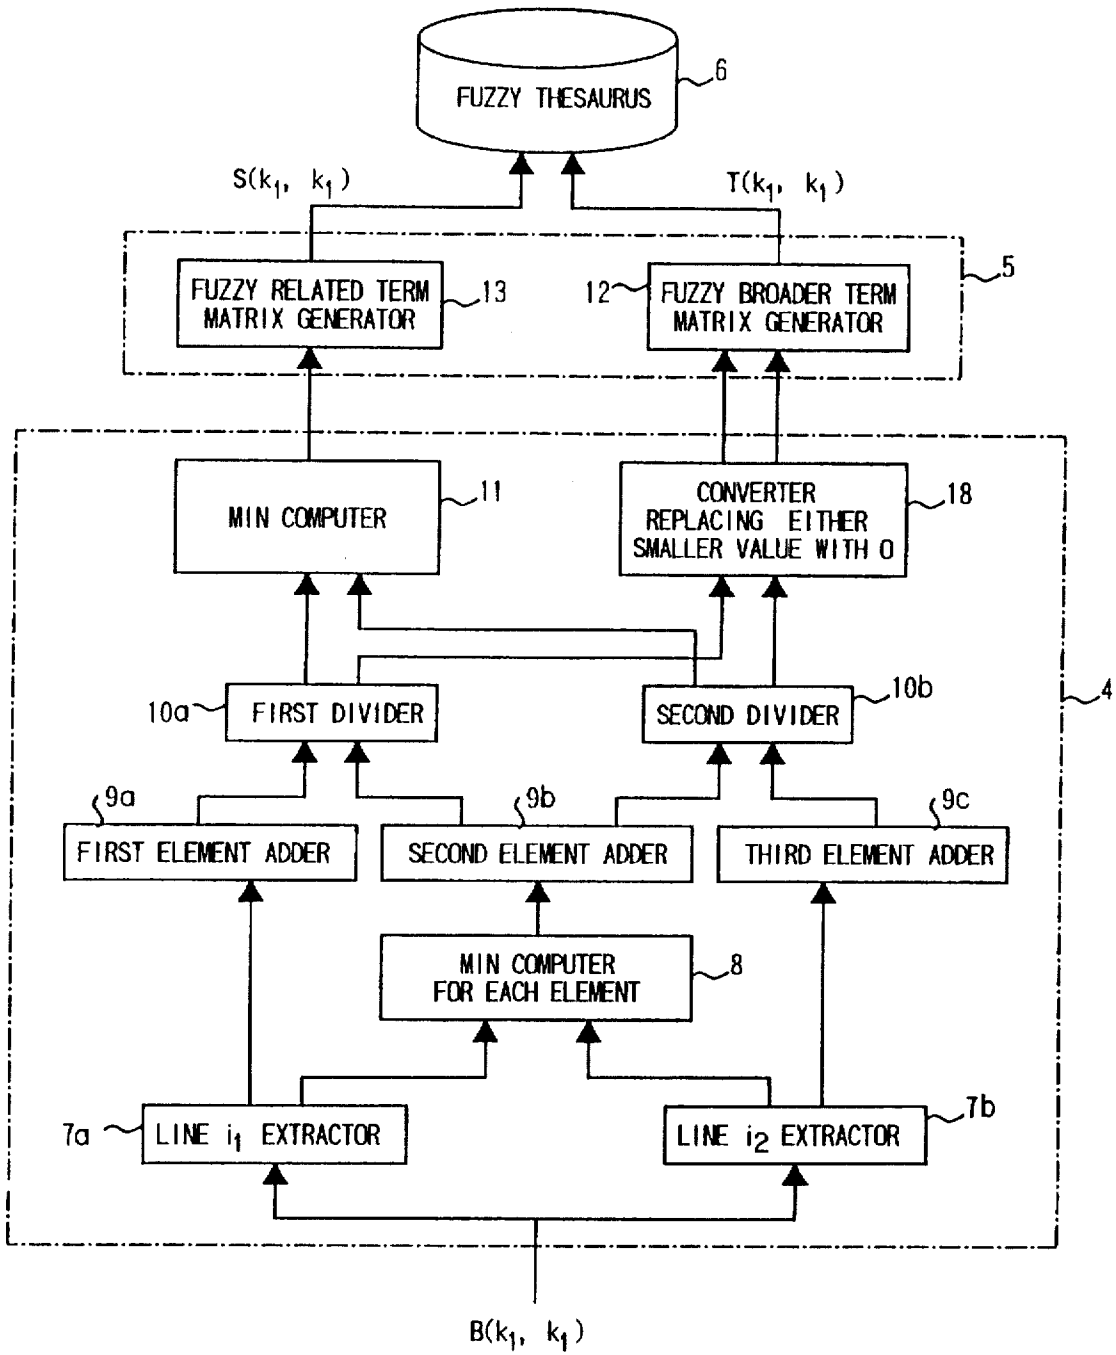 6
FUZZY THESAURUS
S(k1, k1)
T(k1, k1)
5
FUZZY RELATED TERM
MATRIX GENERATOR
13
12
FUZZY BROADER TERM
MATRIX GENERATOR
11
MIN COMPUTER
18
CONVERTER
REPLACING EITHER
SMALLER VALUE WITH 0
4
10a
FIRST DIVIDER
10b
SECOND DIVIDER
9a
9b
9c
FIRST ELEMENT ADDER
SECOND ELEMENT ADDER
THIRD ELEMENT ADDER
8
MIN COMPUTER
FOR EACH ELEMENT
7a
LINE i1 EXTRACTOR
7b
LINE i2 EXTRACTOR
B(k1, k1)